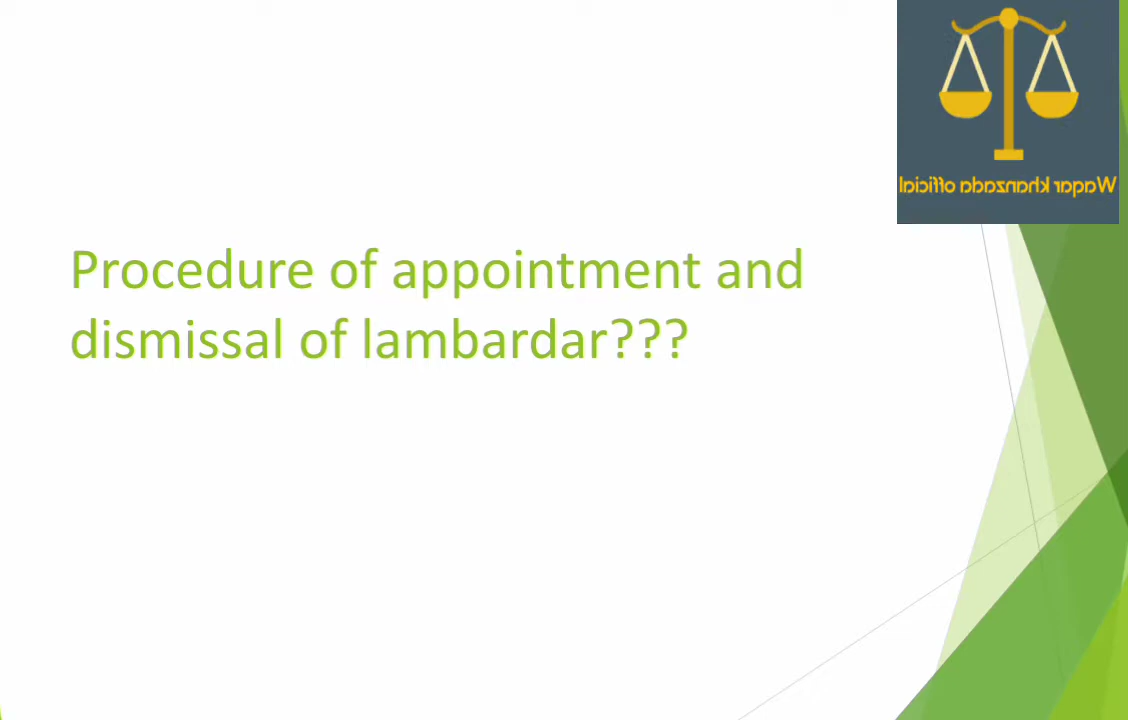 Waqar khanzada official
Procedure of appointment and
dismissal of lambardar???